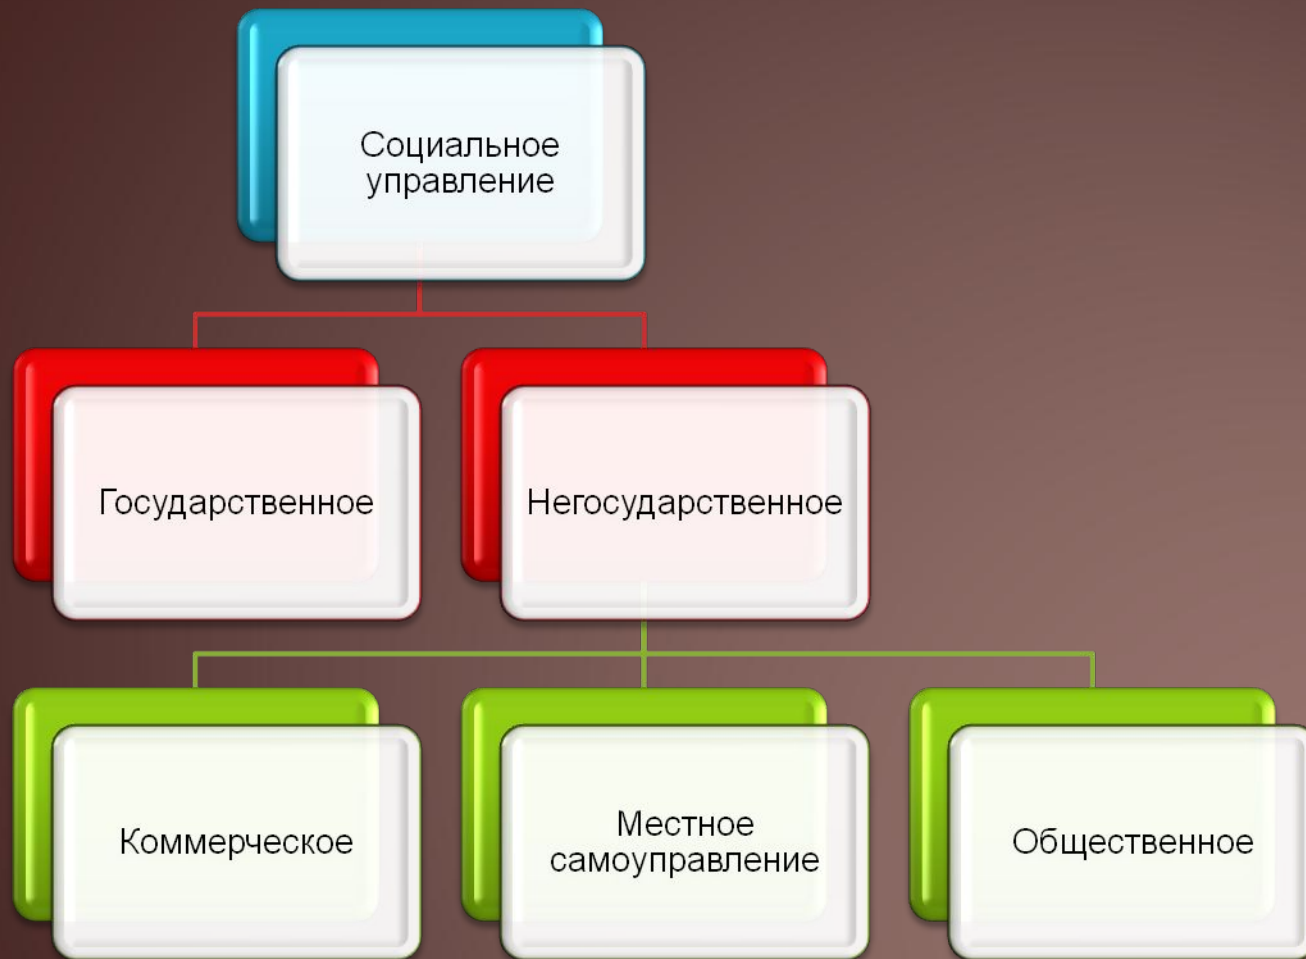 Социальное
управление
Государственное
Негосударственное
Коммерческое
Местное
самоуправление
Общественное